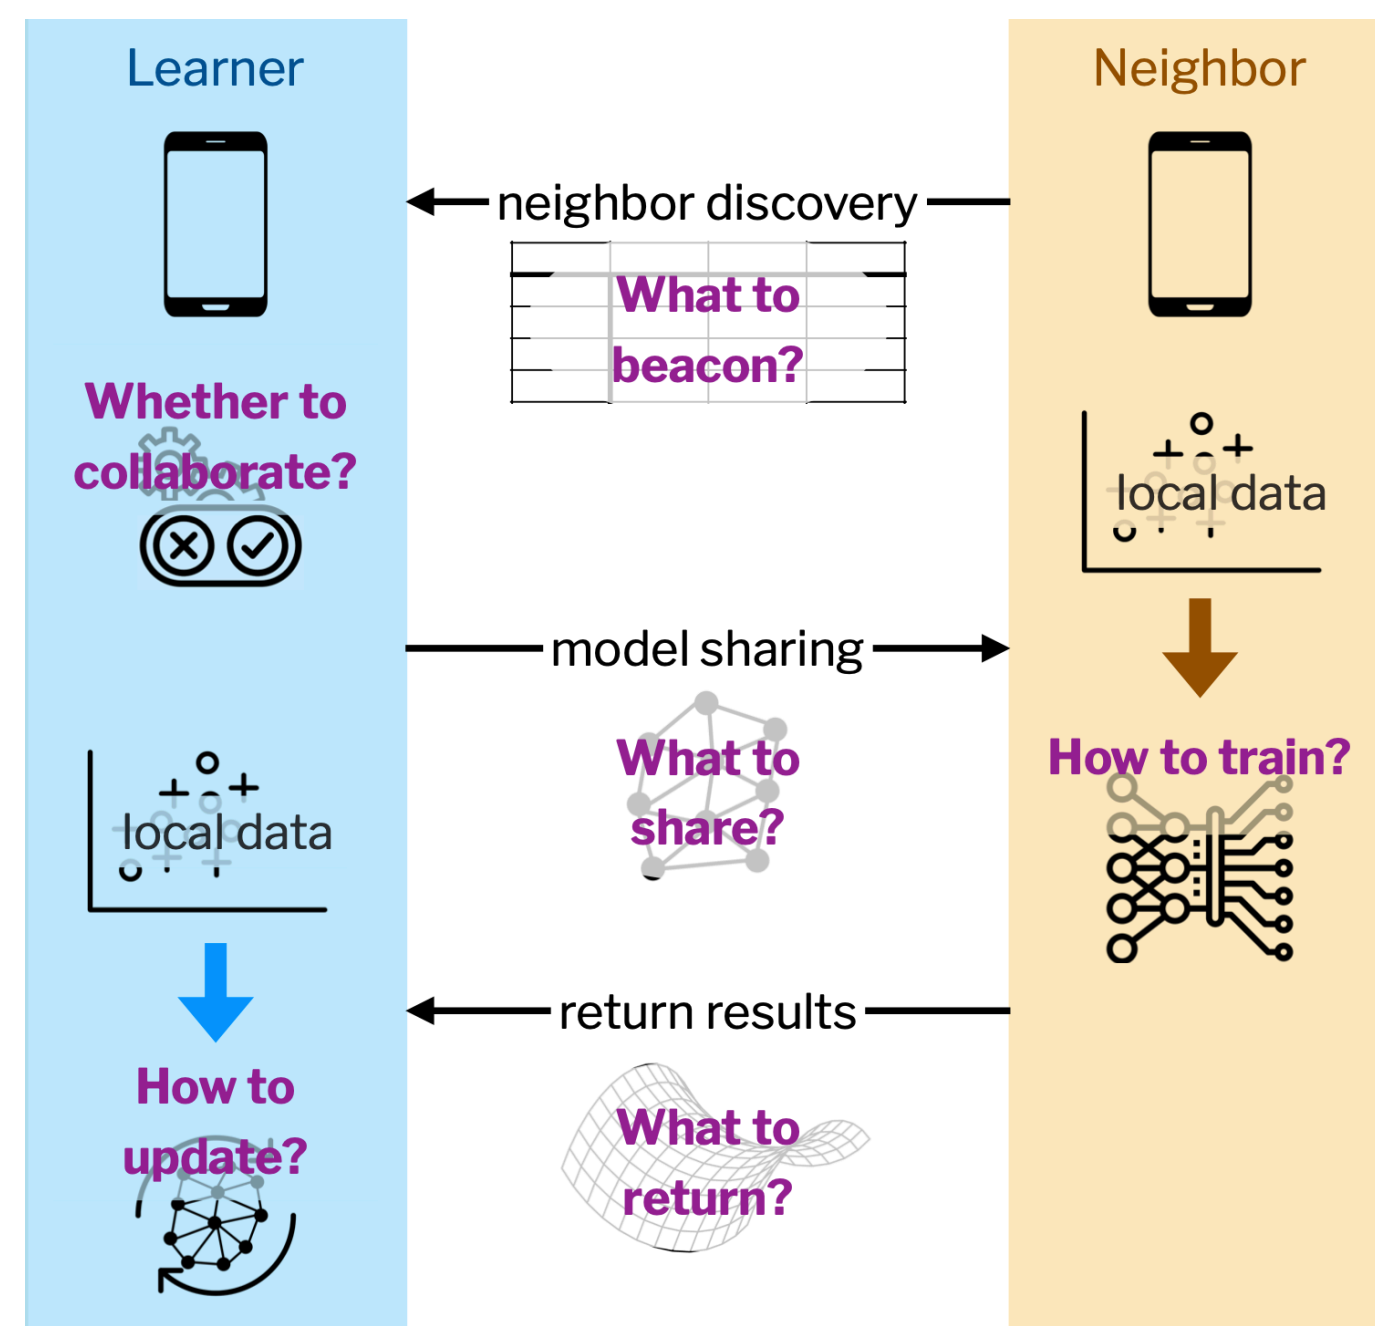 Learner
Neighbor
neighbor discovery
What to
beacon?
Whether to
collaborate?
local data
model sharing
What to
share?
How to train?
local data
return results
How to
update?
What to
return?